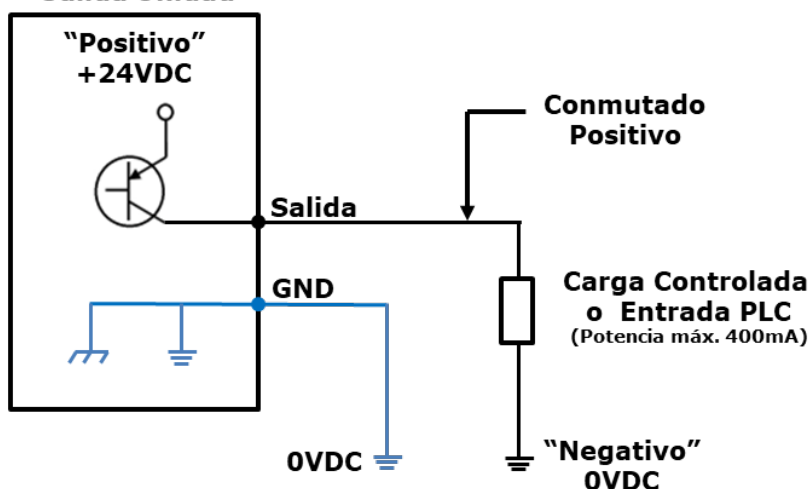 “Positivo”
+24VDC
Conmutado
Positivo
Salida
GND
Carga Controlada
o Entrada PLC
(Potencia máx. 400mA)
0VDC
“Negativo”
0VDC